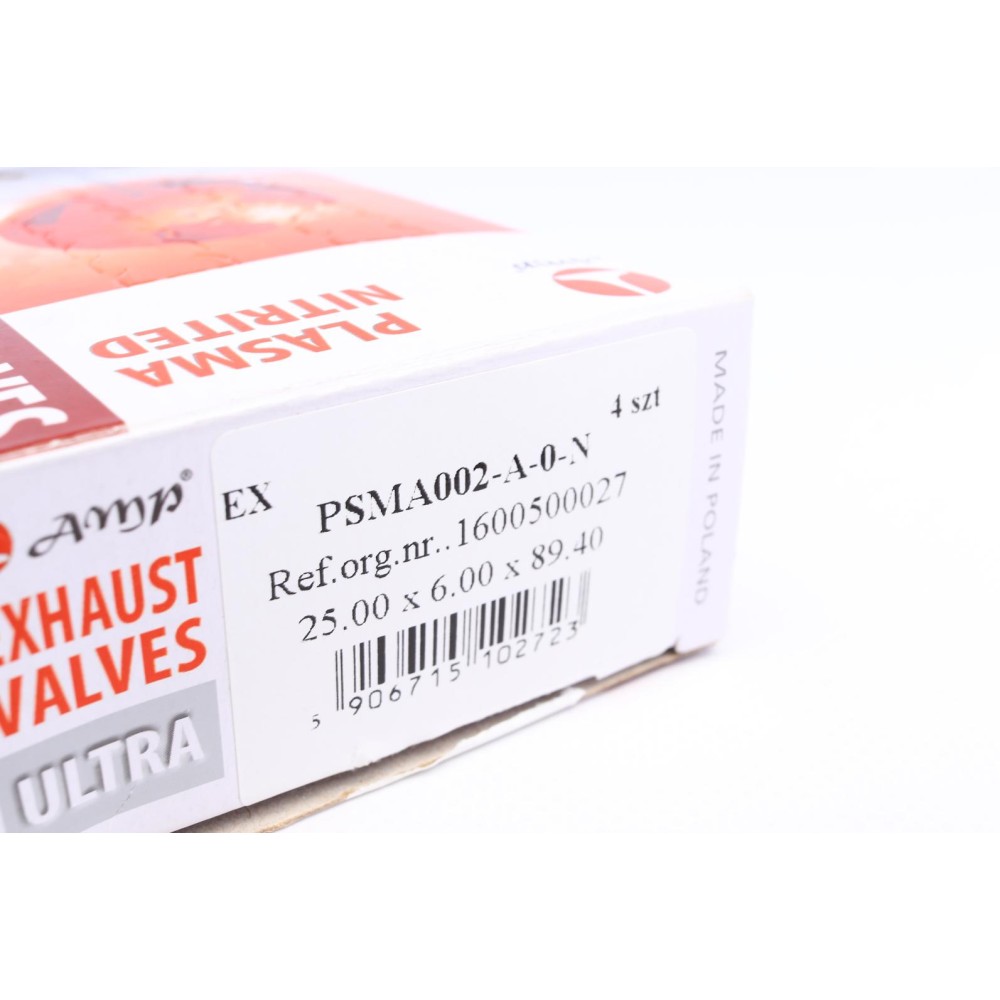 PLASMA
NITRITED
4 szt
EX PSMA002-A-0-N
Ref.org.nr..1600500027
25.00 x 6.00 x 89.40
5 906715 102723
AMP®
EXHAUST
VALVES
ULTRA
MADE IN POLAND